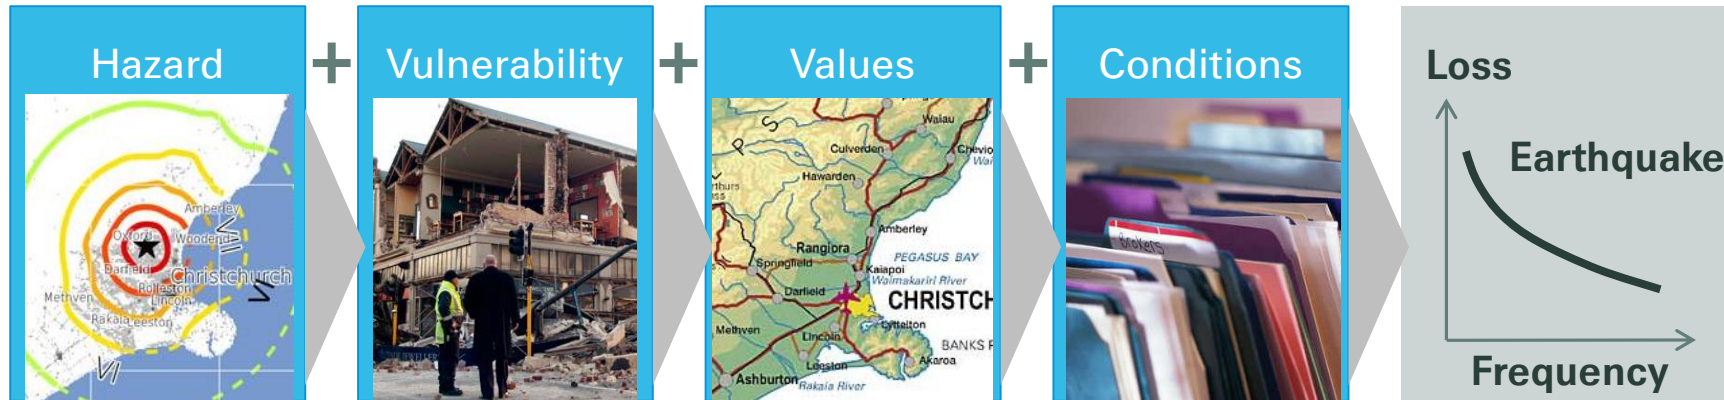 Hazard
+
Vulnerability
+
Values
+
Conditions
Amberley
Oxford
Woodend
VII
Darfield
Christchurch
V
Rolleston
Methven
Lincoln
Rakaia Leeston
VI
P S
Walau
Culverden
Hawarden
Amberley
Rangiora
PEGASUS BAY
Springfield
Kaiapoi
Waimakariri River
Darfield
CHRISTCH
Lyttelton
Methven
Lincoln
BANKS
Leeston
Akaroa
Ashburton
Rakaia River
Brokers
Loss
Earthquake
Frequency